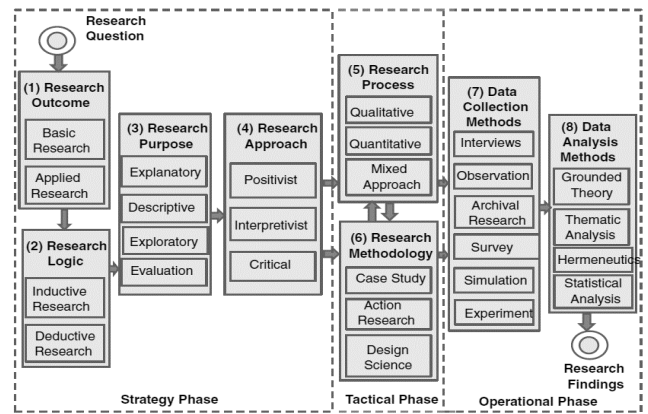 Research
Question
(1) Research
Outcome
Basic
Research
Applied
Research
(2) Research
Logic
Inductive
Research
Deductive
Research
(3) Research
Purpose
Explanatory
Descriptive
Exploratory
Evaluation
(4) Research
Approach
Positivist
Interpretivist
Critical
(5) Research
Process
Qualitative
Quantitative
Mixed
Approach
(6) Research
Methodology
Case Study
Action
Research
Design
Science
(7) Data
Collection
Methods
Interviews
Observation
Archival
Research
Survey
Simulation
Experiment
(8) Data
Analysis
Methods
Grounded
Theory
Thematic
Analysis
Hermeneutics
Statistical
Analysis
Research
Findings
Strategy Phase
Tactical Phase
Operational Phase